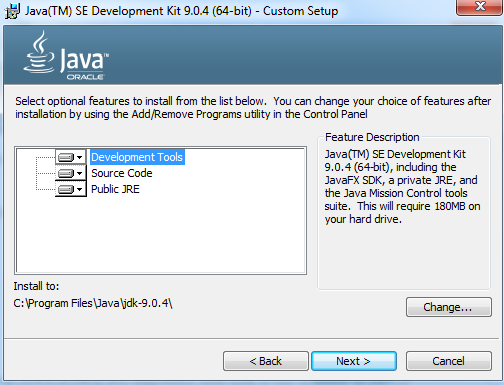 Java(TM) SE Development Kit 9.0.4 (64-bit) - Custom Setup
Java™
ORACLE
Select optional features to install from the list below. You can change your choice of features after
installation by using the Add/Remove Programs utility in the Control Panel
Development Tools
Source Code
Public JRE
Feature Description
Java(TM) SE Development Kit
9.0.4 (64-bit), including the
JavaFX SDK, a private JRE, and
the Java Mission Control tools
suite. This will require 180MB on
your hard drive.
Install to:
C:\Program Files\Java\jdk-9.0.4\
Change...
< Back
Next >
Cancel